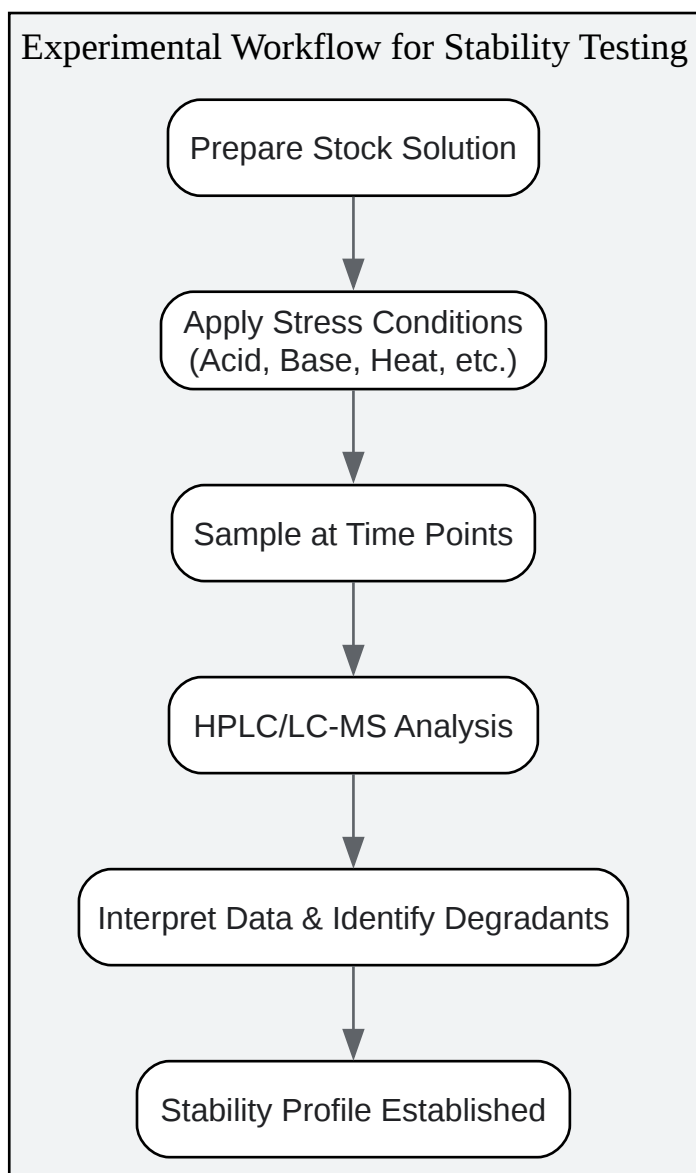 Experimental Workflow for Stability Testing
Prepare Stock Solution
Apply Stress Conditions
(Acid, Base, Heat, etc.)
Sample at Time Points
HPLC/LC-MS Analysis
Interpret Data & Identify Degradants
Stability Profile Established